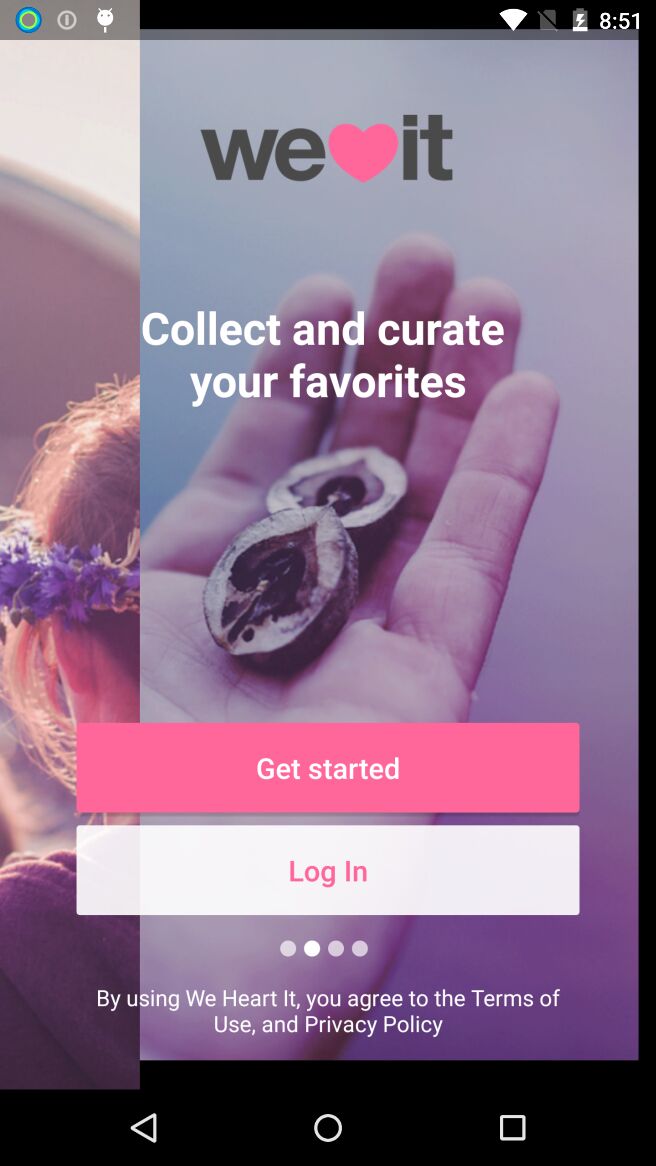 8:51
we it
Collect and curate
your favorites
Get started
Log In
By using We Heart It, you agree to the Terms of
Use, and Privacy Policy